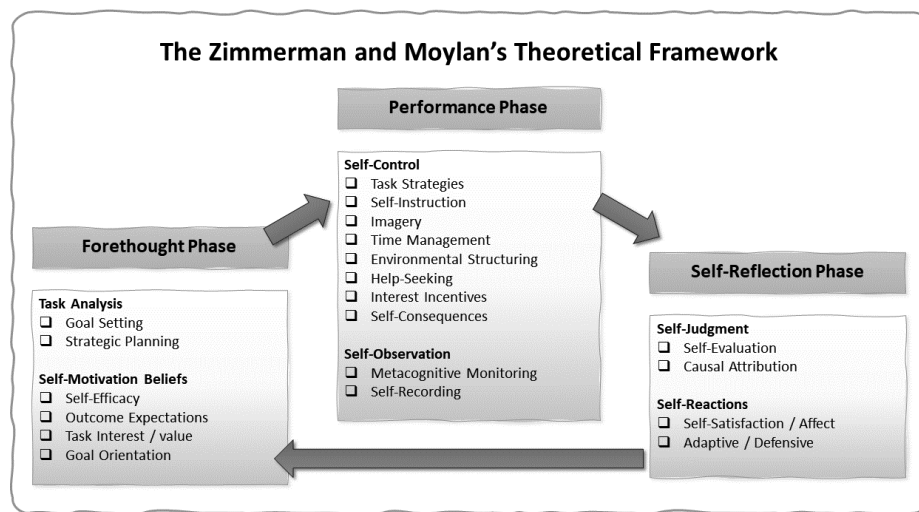 The Zimmerman and Moylan's Theoretical Framework
Forethought Phase
Task Analysis
❑ Goal Setting
❑ Strategic Planning
Self-Motivation Beliefs
❑ Self-Efficacy
❑ Outcome Expectations
❑ Task Interest / value
❑ Goal Orientation
Performance Phase
Self-Control
❑ Task Strategies
❑ Self-Instruction
❑ Imagery
❑ Time Management
❑ Environmental Structuring
❑ Help-Seeking
❑ Interest Incentives
❑ Self-Consequences
Self-Observation
❑ Metacognitive Monitoring
❑ Self-Recording
Self-Reflection Phase
Self-Judgment
❑ Self-Evaluation
❑ Causal Attribution
Self-Reactions
❑ Self-Satisfaction / Affect
❑ Adaptive / Defensive